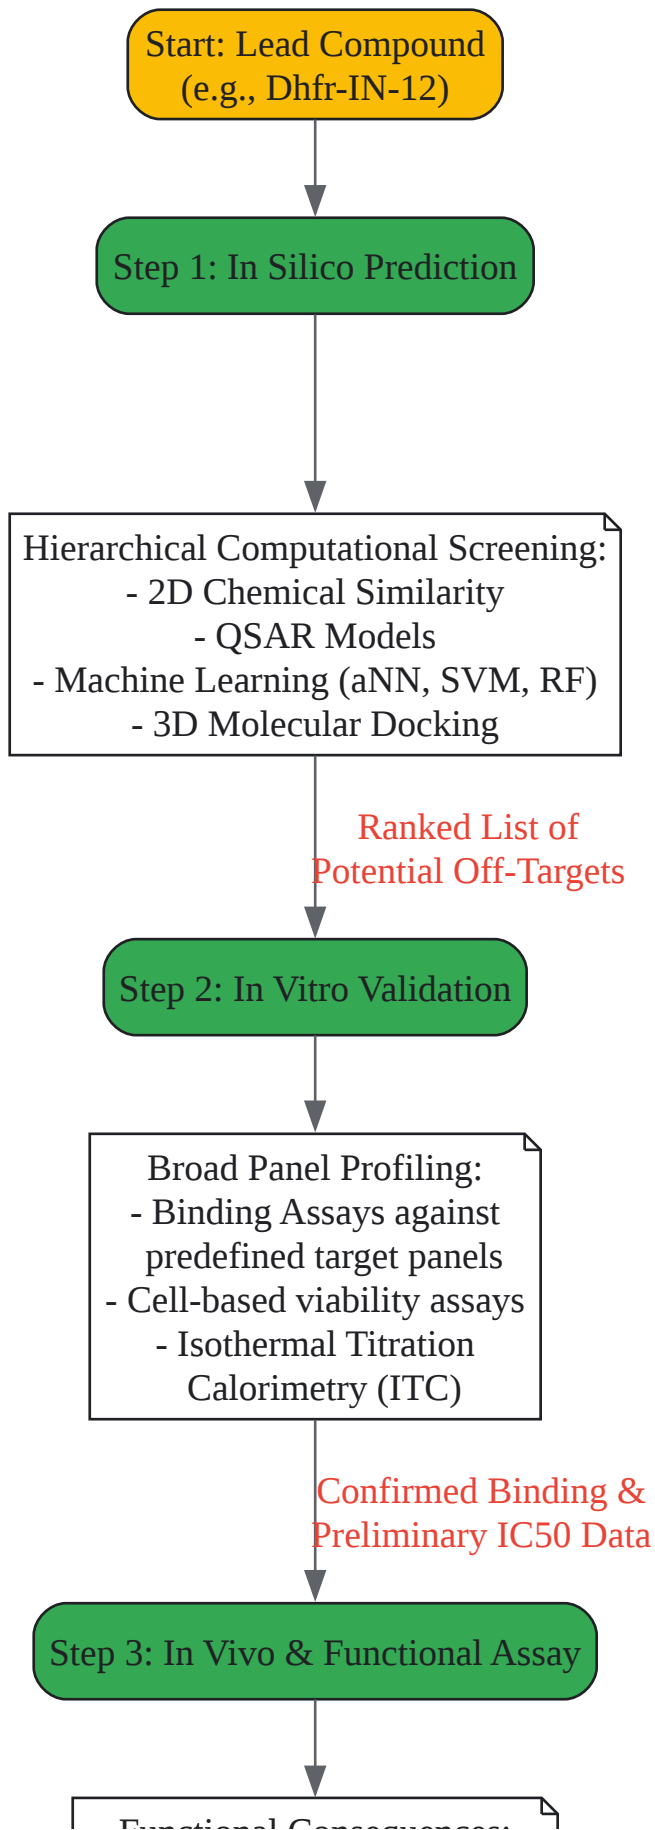 Start: Lead Compound
(e.g., Dhfr-IN-12)
Step 1: In Silico Prediction
Hierarchical Computational Screening:
- 2D Chemical Similarity
- QSAR Models
- Machine Learning (aNN, SVM, RF)
- 3D Molecular Docking
Ranked List of
Potential Off-Targets
Step 2: In Vitro Validation
Broad Panel Profiling:
- Binding Assays against
predefined target panels
- Cell-based viability assays
- Isothermal Titration
Calorimetry (ITC)
Confirmed Binding &
Preliminary IC50 Data
Step 3: In Vivo & Functional Assay
Functional Consequences: